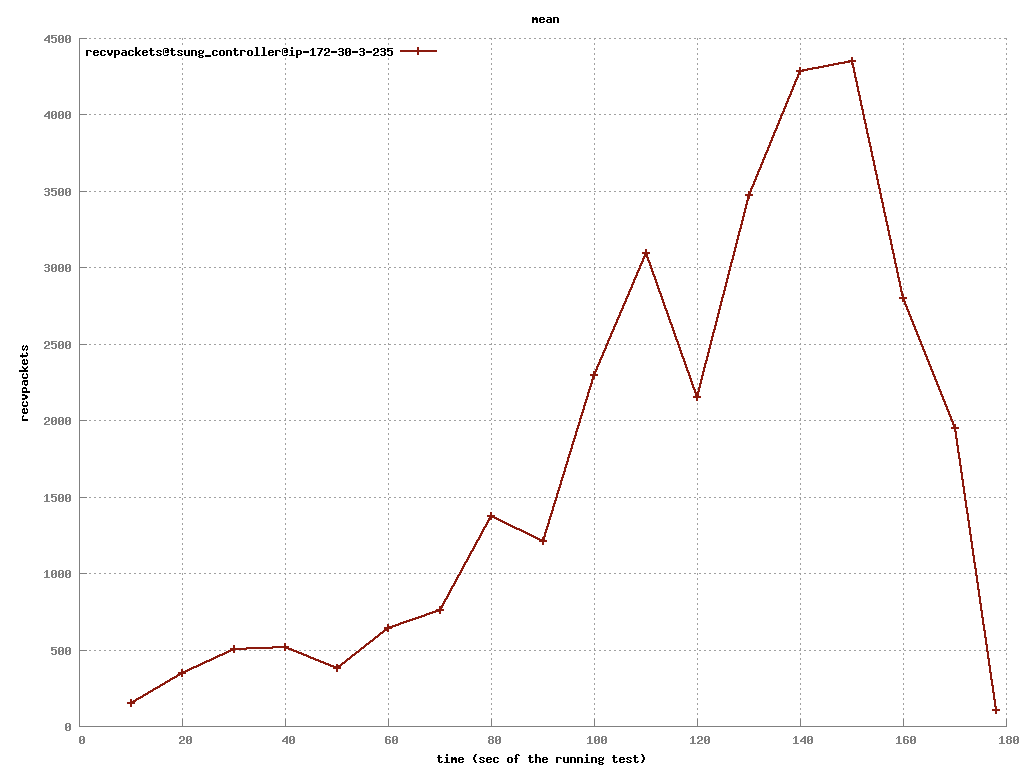 mean
recvpackets@tsung_controller@ip-172-30-3-235
4500
4000
3500
3000
2500
2000
1500
1000
500
0
recvpackets
0 20 40 60 80 100 120 140 160 180
time (sec of the running test)